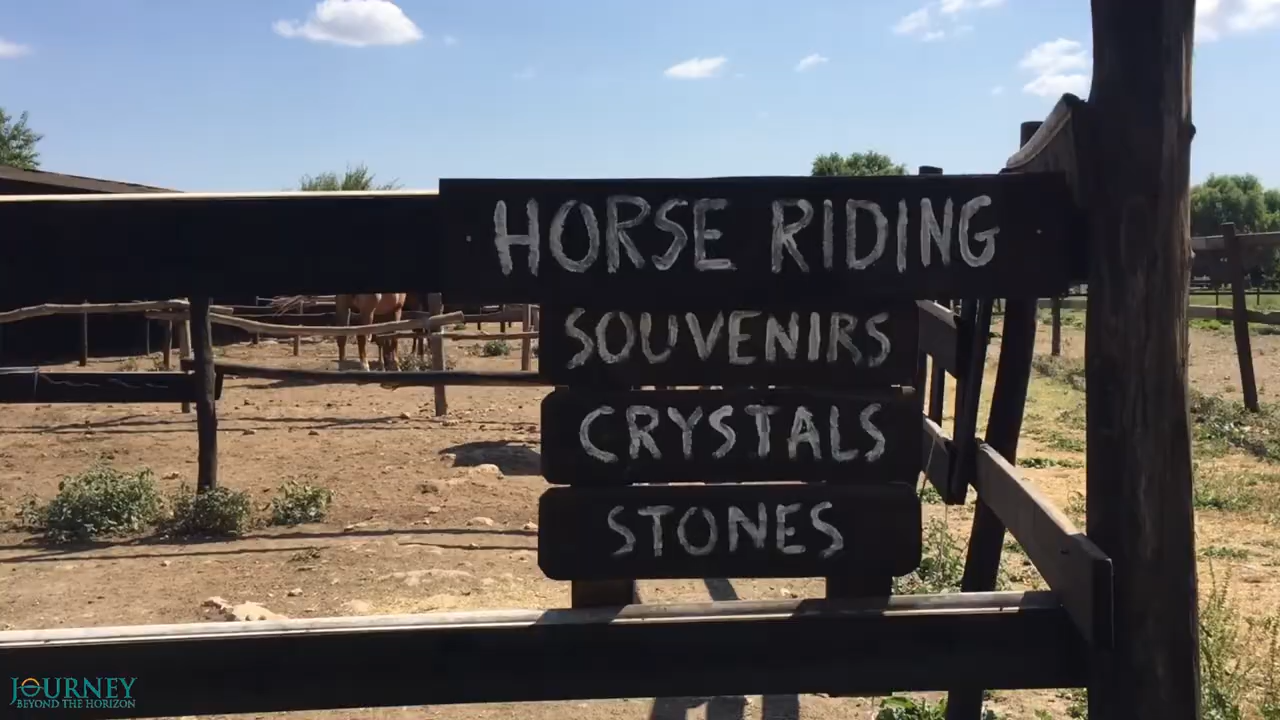 HORSE RIDING
SOUVENIRS
CRYSTALS
STONES
JOURNEY
BEYOND THE HORIZON